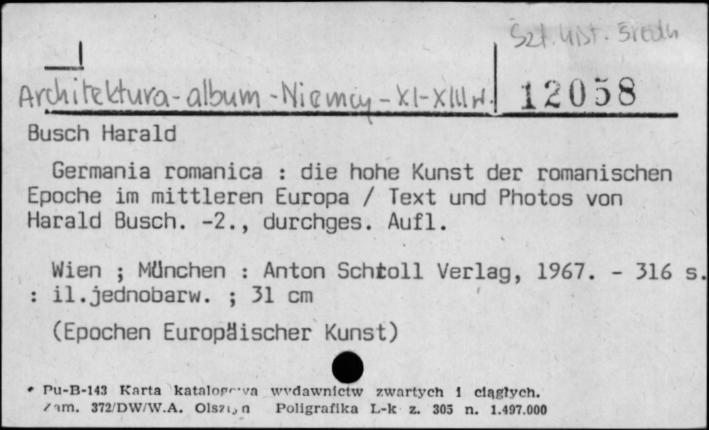 Szt. hist. średn
Architektura-album-Niemcy-XI-XIII w. 12058
Busch Harald
Germania romanica : die hohe Kunst der romanischen
Epoche im mittleren Europa / Text und Photos von
Harald Busch. -2., durchges. Aufl.
Wien ; München : Anton Schroll Verlag, 1967. - 316 s.
: il.jednobarw. ; 31 cm
(Epochen Europäischer Kunst)
• Pu-B-143 Karta katalogowa wydawnictw zwartych i ciągłych.
Zam. 372/DW/W.A. Olsztyn Poligrafika L-k z. 305 n. 1.497.000